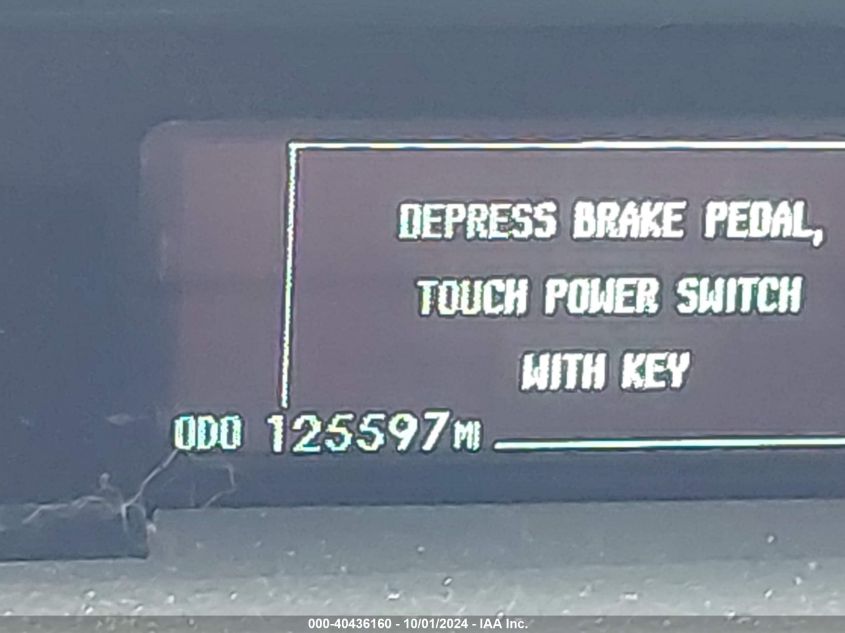 DEPRESS BRAKE PEDAL,
TOUCH POWER SWITCH
WITH KEY
ODO 125597 MI
000-40436160 - 10/01/2024 - IAA Inc.